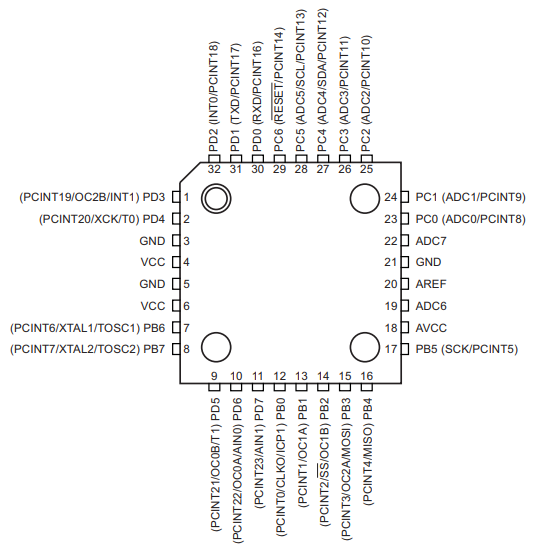 PD2 (INT0/PCINT18)
PD1 (TXD/PCINT17)
PD0 (RXD/PCINT16)
PC6 (RESET/PCINT14)
PC5 (ADC5/SCL/PCINT13)
PC4 (ADC4/SDA/PCINT12)
PC3 (ADC3/PCINT11)
PC2 (ADC2/PCINT10)
32 31 30 29 28 27 26 25
(PCINT19/OC2B/INT1) PD3 1
(PCINT20/XCK/T0) PD4 2
GND 3
VCC 4
GND 5
VCC 6
(PCINT6/XTAL1/TOSC1) PB6 7
(PCINT7/XTAL2/TOSC2) PB7 8
24 PC1 (ADC1/PCINT9)
23 PC0 (ADC0/PCINT8)
22 ADC7
21 GND
20 AREF
19 ADC6
18 AVCC
17 PB5 (SCK/PCINT5)
9 10 11 12 13 14 15 16
(PCINT21/OC0B/T1) PD5
(PCINT22/OC0A/AIN0) PD6
(PCINT23/AIN1) PD7
(PCINT0/CLKO/ICP1) PB0
(PCINT1/OC1A) PB1
(PCINT2/SS/OC1B) PB2
(PCINT3/OC2A/MOSI) PB3
(PCINT4/MISO) PB4